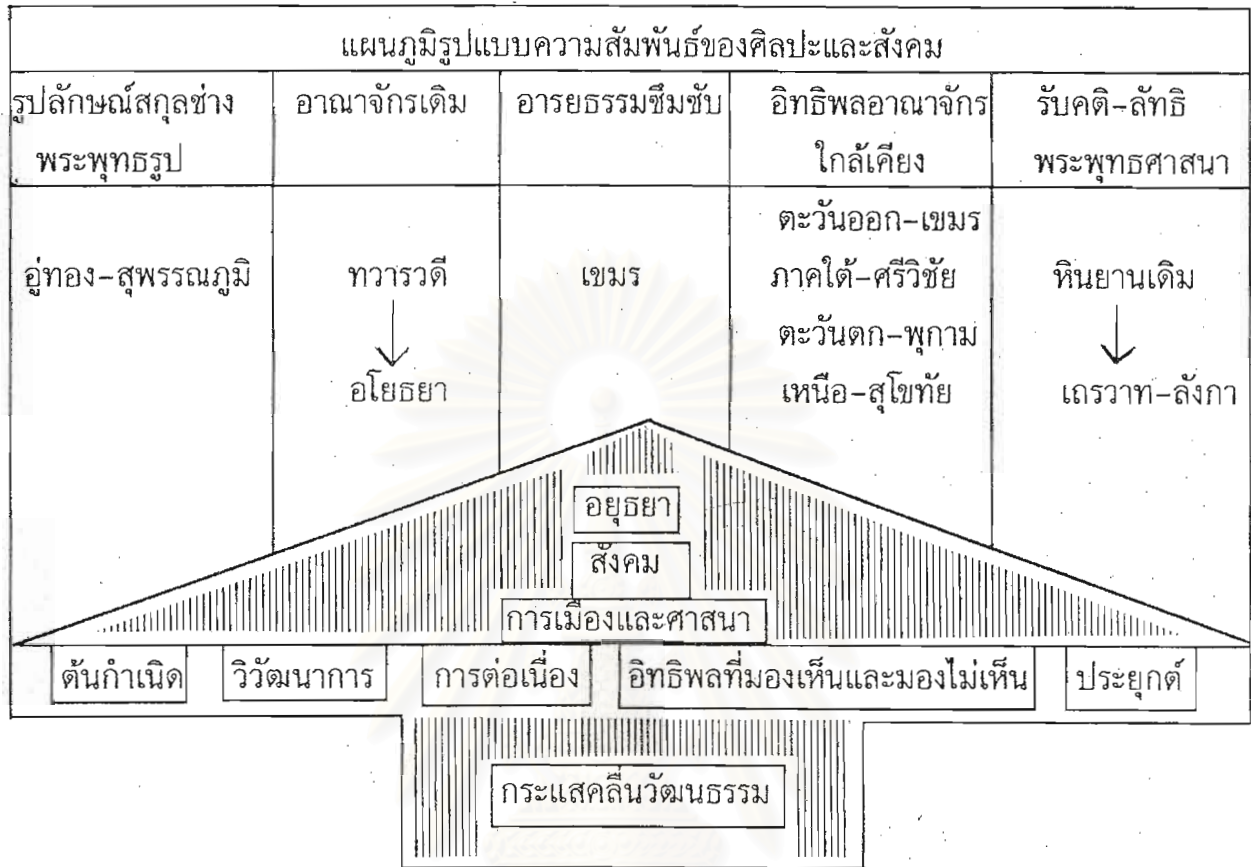 แผนภูมิรูปแบบความสัมพันธ์ของศิลปะและสังคม
รูปลักษณ์สกุลช่าง
พระพุทธรูป
อาณาจักรเดิม
อารยธรรมซึมซับ
อิทธิพลอาณาจักร
ใกล้เคียง
รับคติ-ลัทธิ
พระพุทธศาสนา
อู่ทอง-สุพรรณภูมิ
ทวารวดี
อโยธยา
เขมร
ตะวันออก-เขมร
ภาคใต้-ศรีวิชัย
ตะวันตก-พุกาม
เหนือ-สุโขทัย
หินยานเดิม
เถรวาท-ลังกา
อยุธยา
สังคม
การเมืองและศาสนา
ต้นกำเนิด
วิวัฒนาการ
การต่อเนื่อง
อิทธิพลที่มองเห็นและมองไม่เห็น
ประยุกต์
กระแสคลื่นวัฒนธรรม